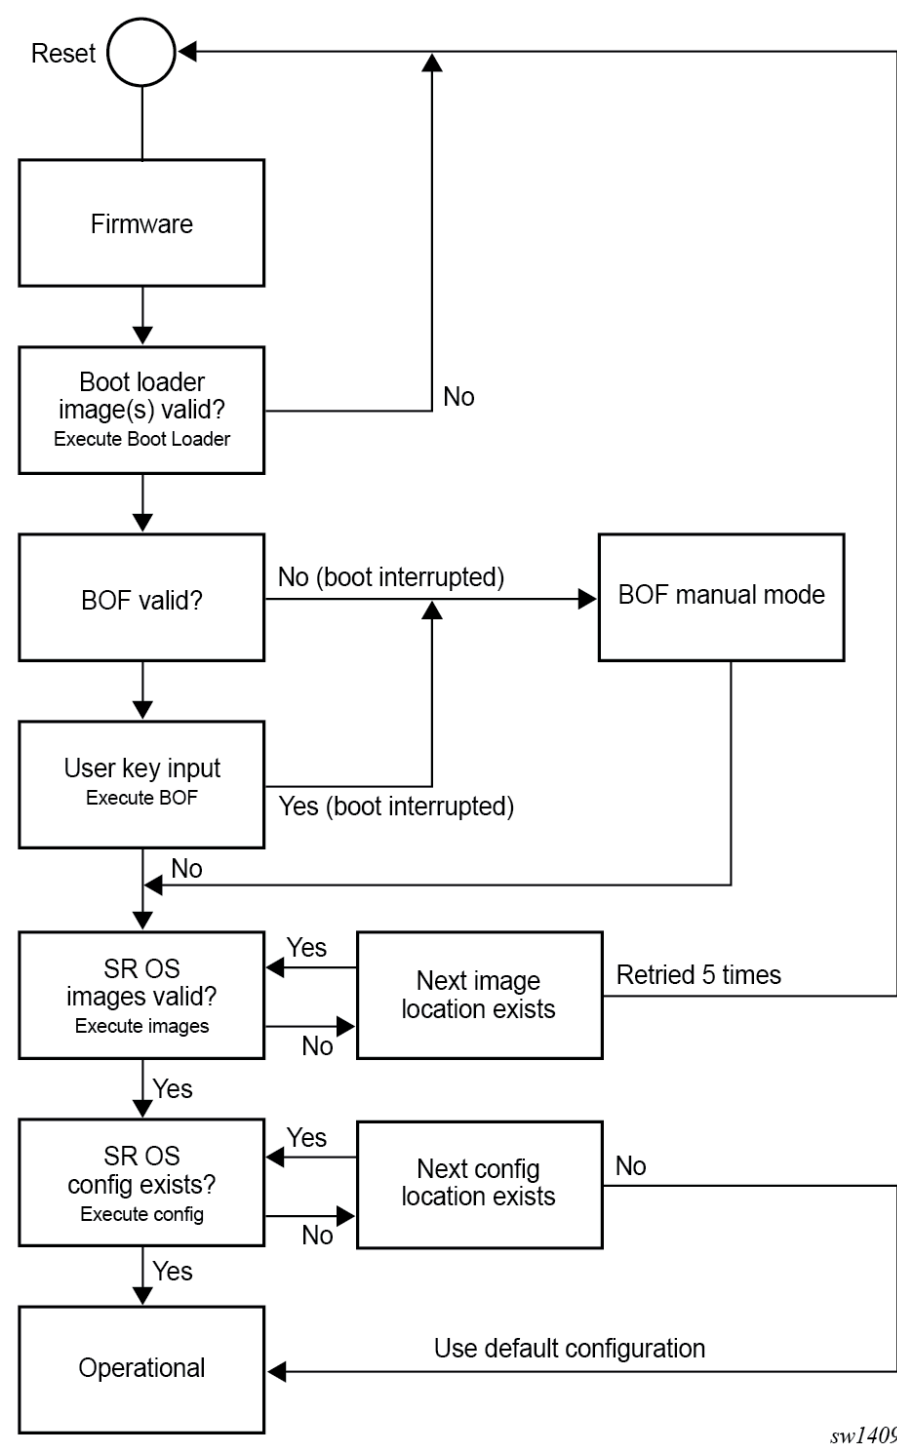 Reset
Firmware
Boot loader
image(s) valid?
Execute Boot Loader
No
BOF valid?
No (boot interrupted)
BOF manual mode
User key input
Execute BOF
Yes (boot interrupted)
No
SR OS
images valid?
Execute images
Yes
No
Next image
location exists
Retried 5 times
Yes
SR OS
config exists?
Execute config
Yes
No
Next config
location exists
No
Yes
Operational
Use default configuration
sw1409